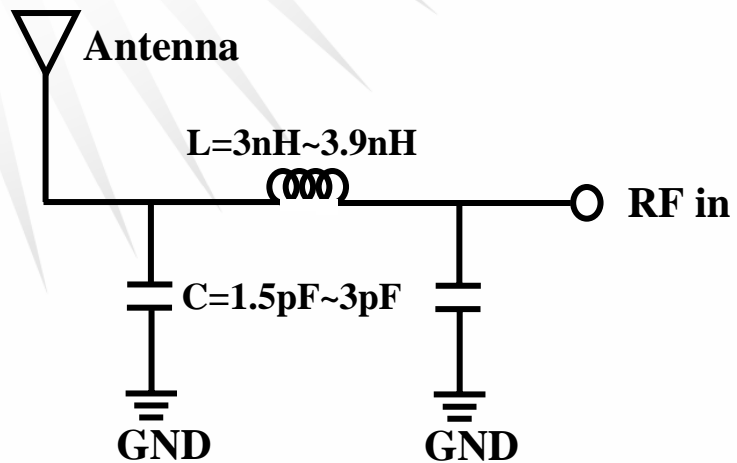 Antenna
L=3nH~3.9nH
RF in
C=1.5pF~3pF
GND
GND